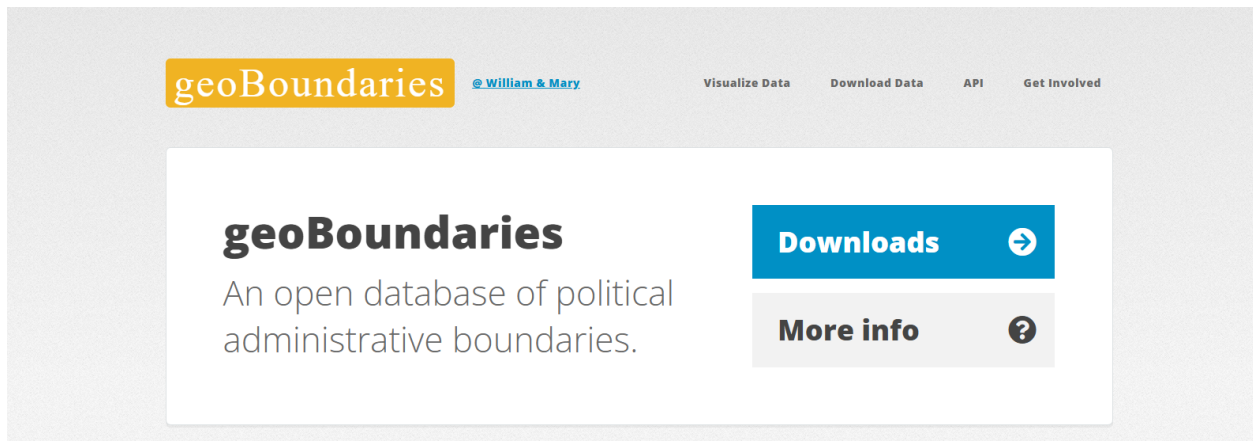 geoBoundaries @ William & Mary Visualize Data Download Data API Get Involved
geoBoundaries
An open database of political
administrative boundaries.
Downloads
More info